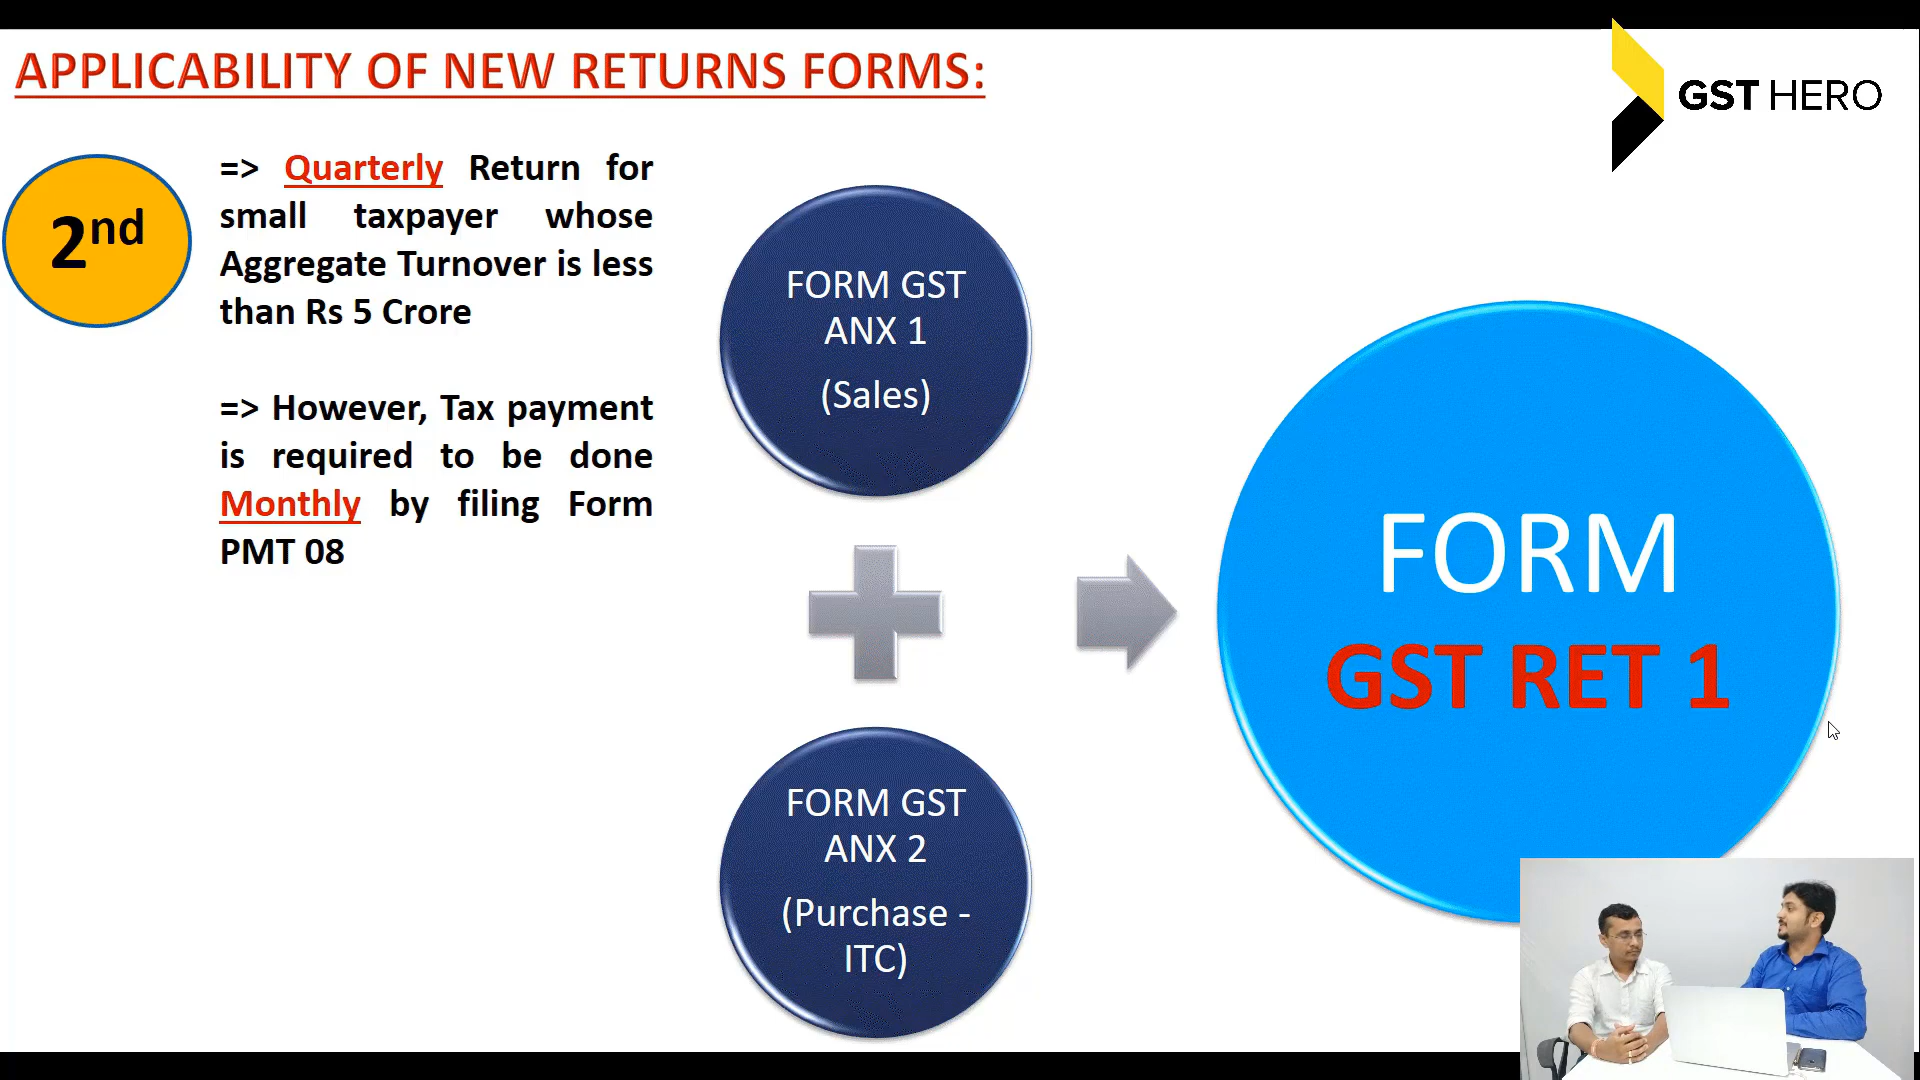 APPLICABILITY OF NEW RETURNS FORMS:
GST HERO
2nd
=> Quarterly Return for
small taxpayer whose
Aggregate Turnover is less
than Rs 5 Crore
=> However, Tax payment
is required to be done
Monthly by filing Form
PMT 08
FORM GST
ANX 1
(Sales)
FORM GST
ANX 2
(Purchase -
ITC)
FORM
GST RET 1